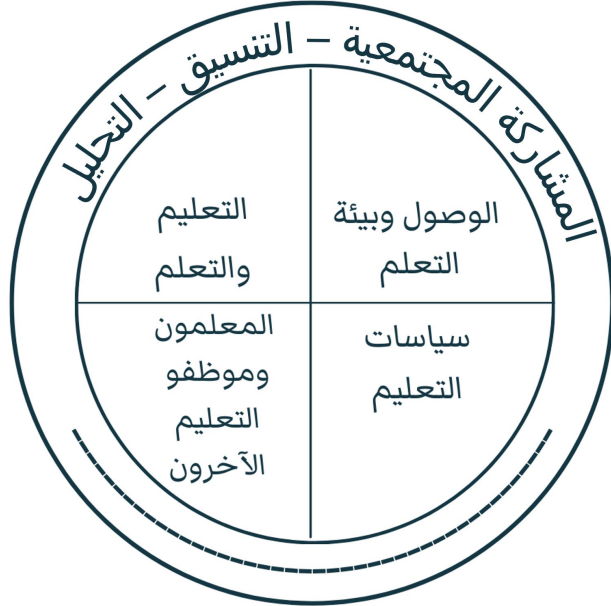 المشاركة المجتمعية – التنسيق – التحليل
الوصول وبيئة
التعلم
التعليم
والتعلم
سياسات
التعليم
المعلمون
وموظفو
التعليم
الآخرون